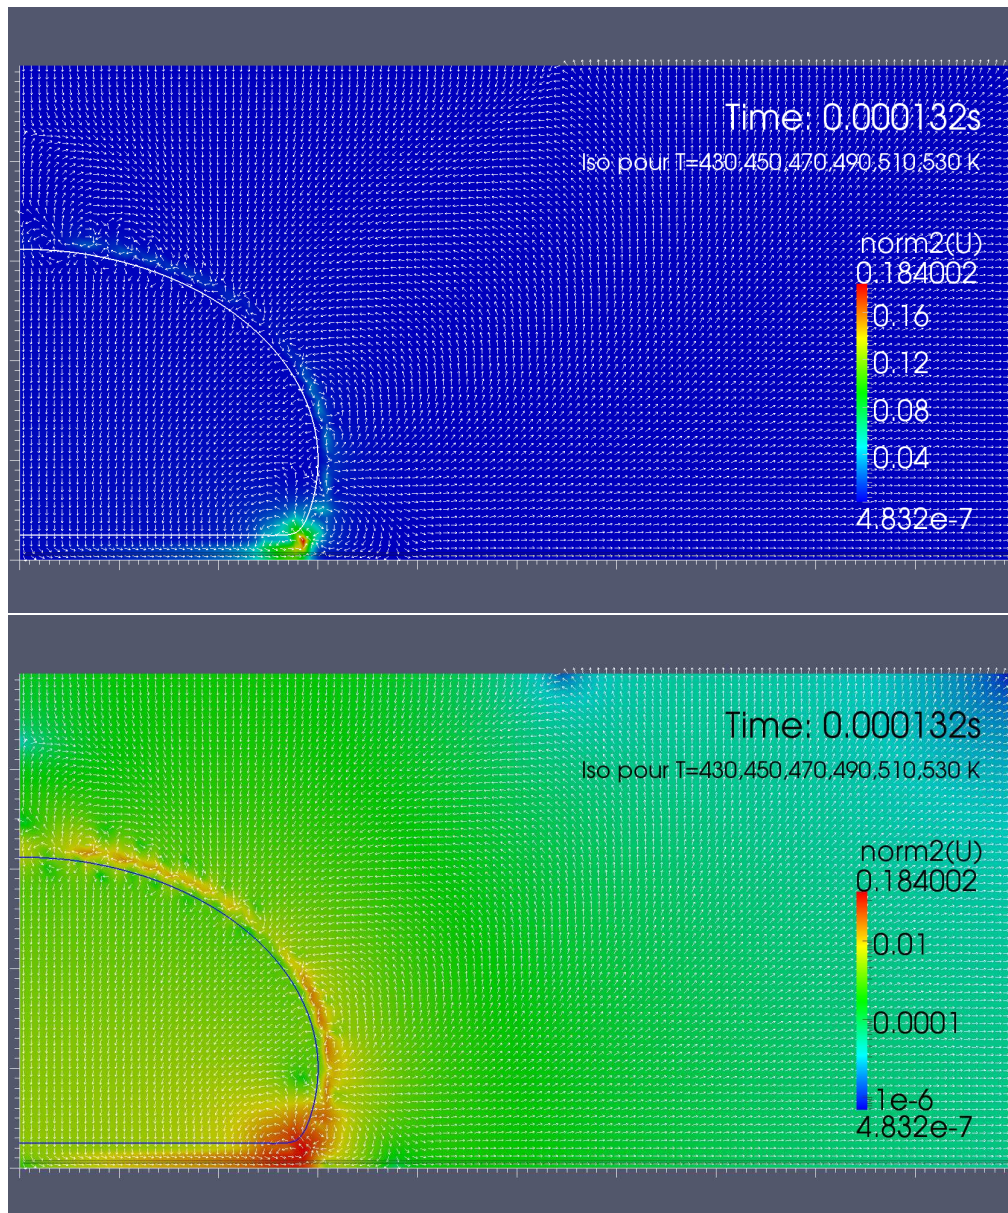 Time: 0.000132s
Iso pour T=430,450,470,490,510,530 K
norm2(U)
0.184002
0.16
0.12
0.08
0.04
4.832e-7
Time: 0.000132s
Iso pour T=430,450,470,490,510,530 K
norm2(U)
0.184002
0.01
0.0001
1e-6
4.832e-7